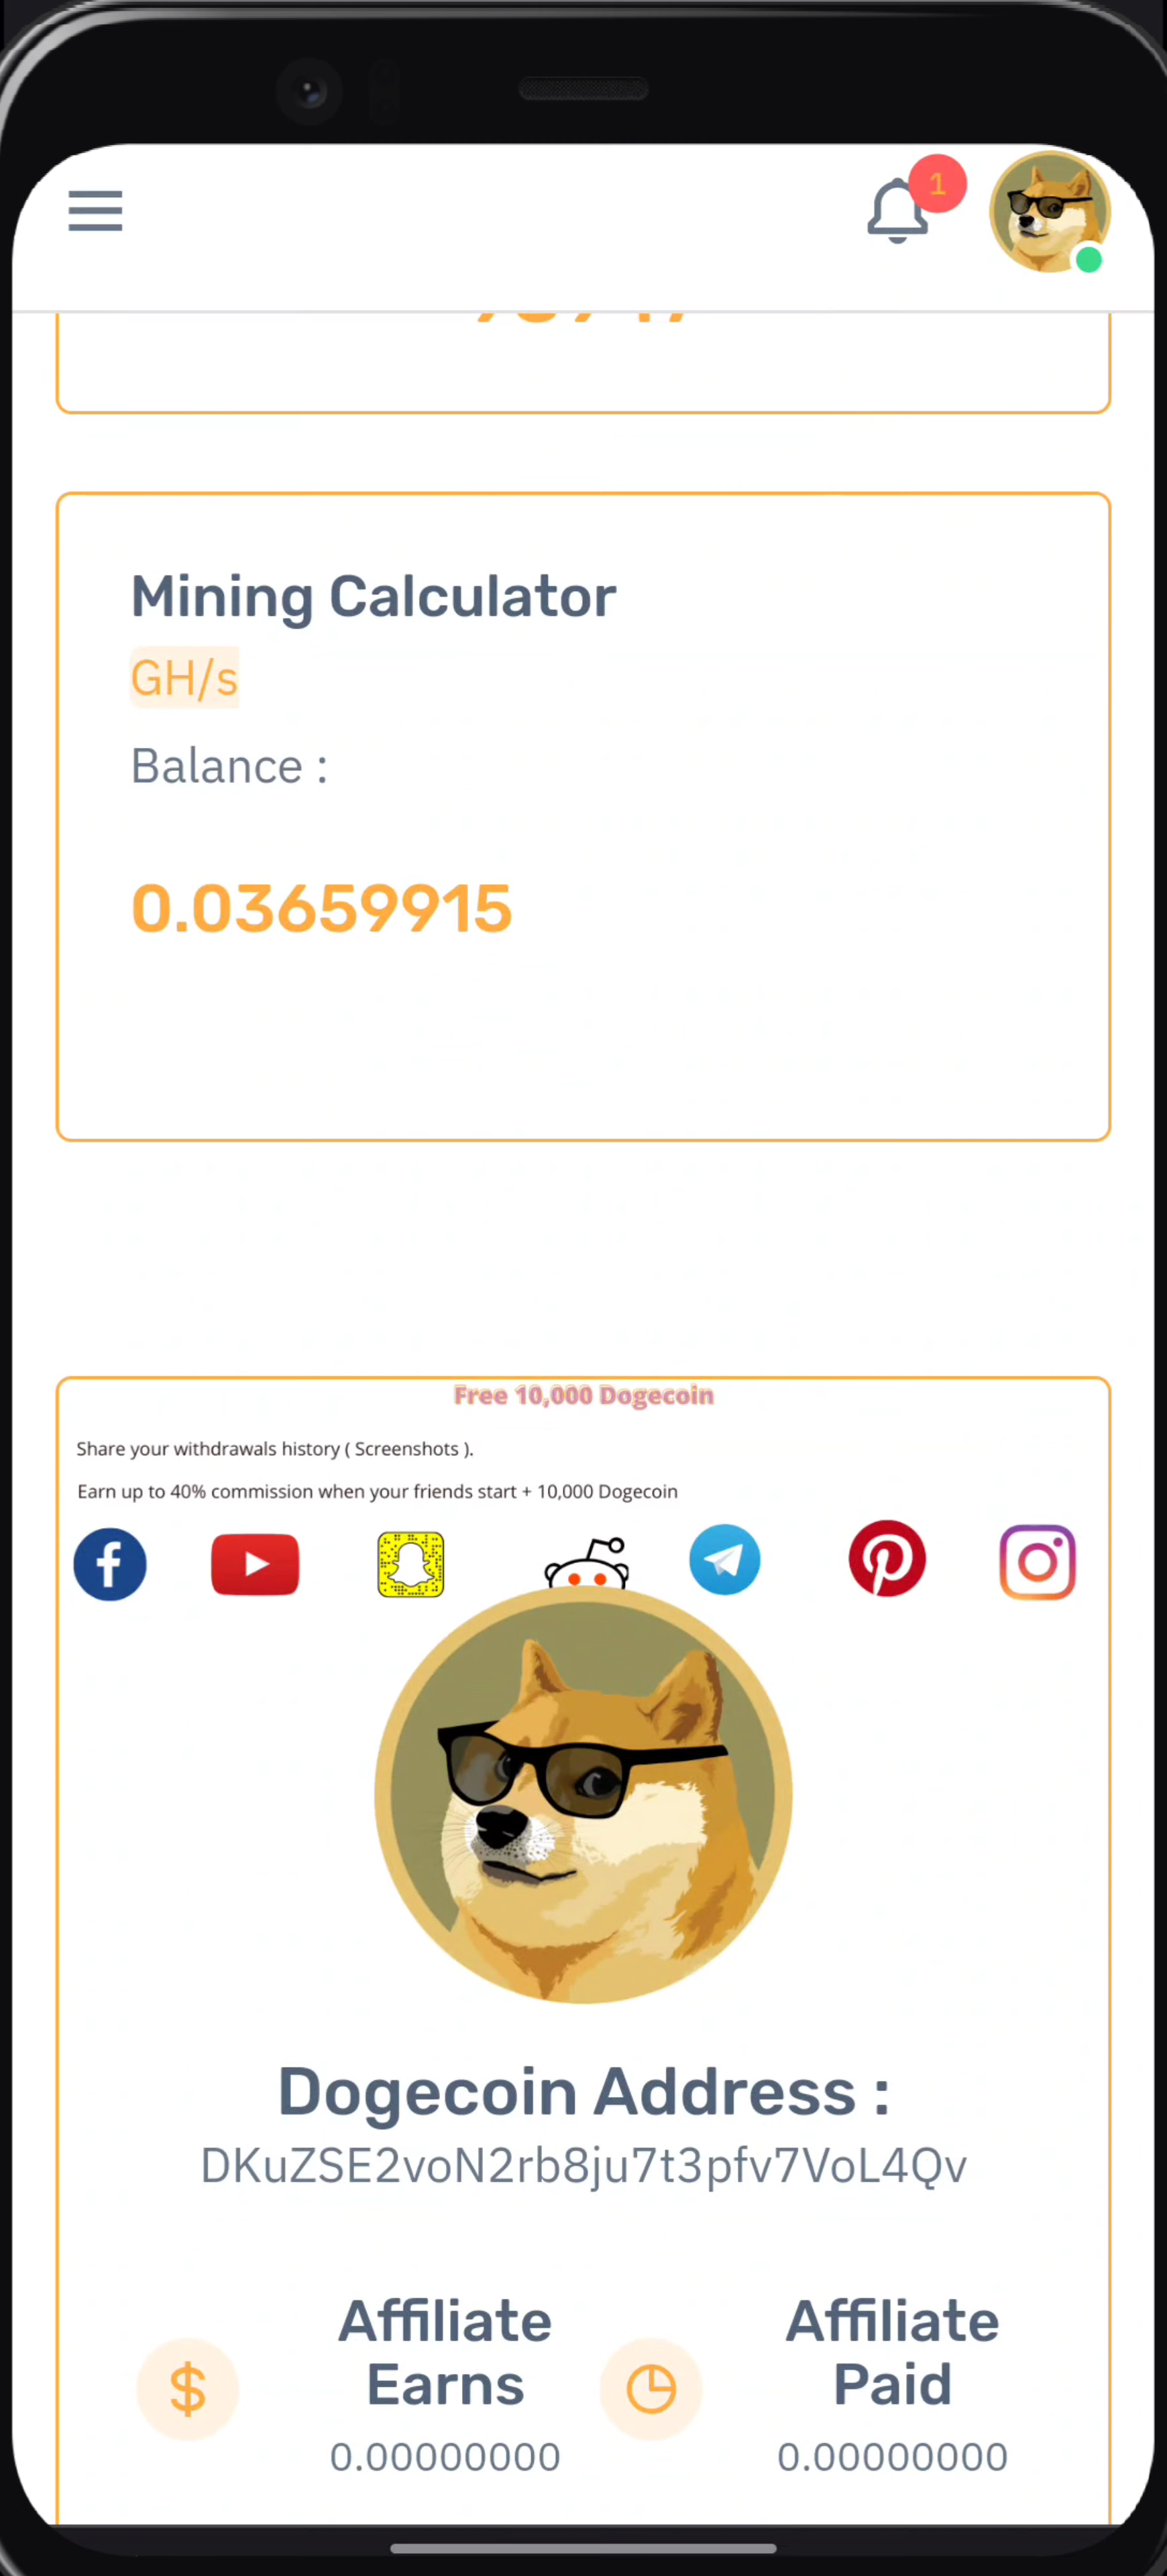 1
Mining Calculator
GH/s
Balance :
0.03659915
Free 10,000 Dogecoin
Share your withdrawals history ( Screenshots ).
Earn up to 40% commission when your friends start + 10,000 Dogecoin
Dogecoin Address :
DKuZSE2voN2rb8ju7t3pfv7VoL4Qv
Affiliate
Earns
0.00000000
Affiliate
Paid
0.00000000